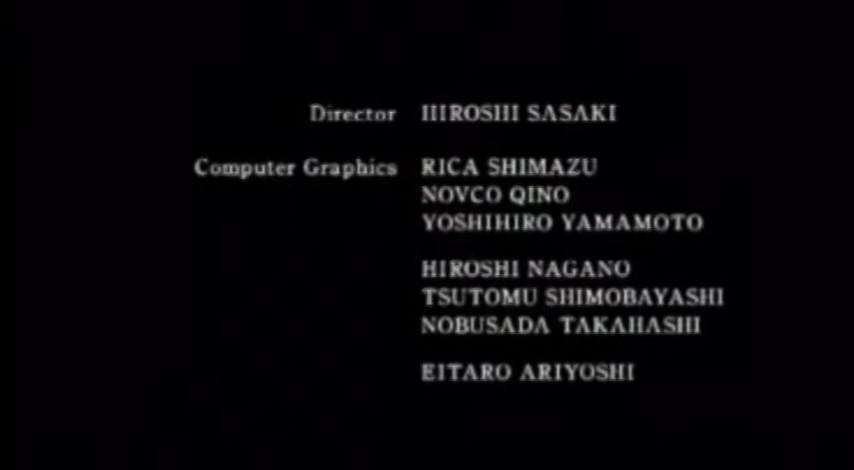 Director HIROSHI SASAKI
Computer Graphics RICA SHIMAZU
NOVCO QINO
YOSHIHIRO YAMAMOTO
HIROSHI NAGANO
TSUTOMU SHIMOBAYASHI
NOBUSADA TAKAHASHI
EITARO ARIYOSHI